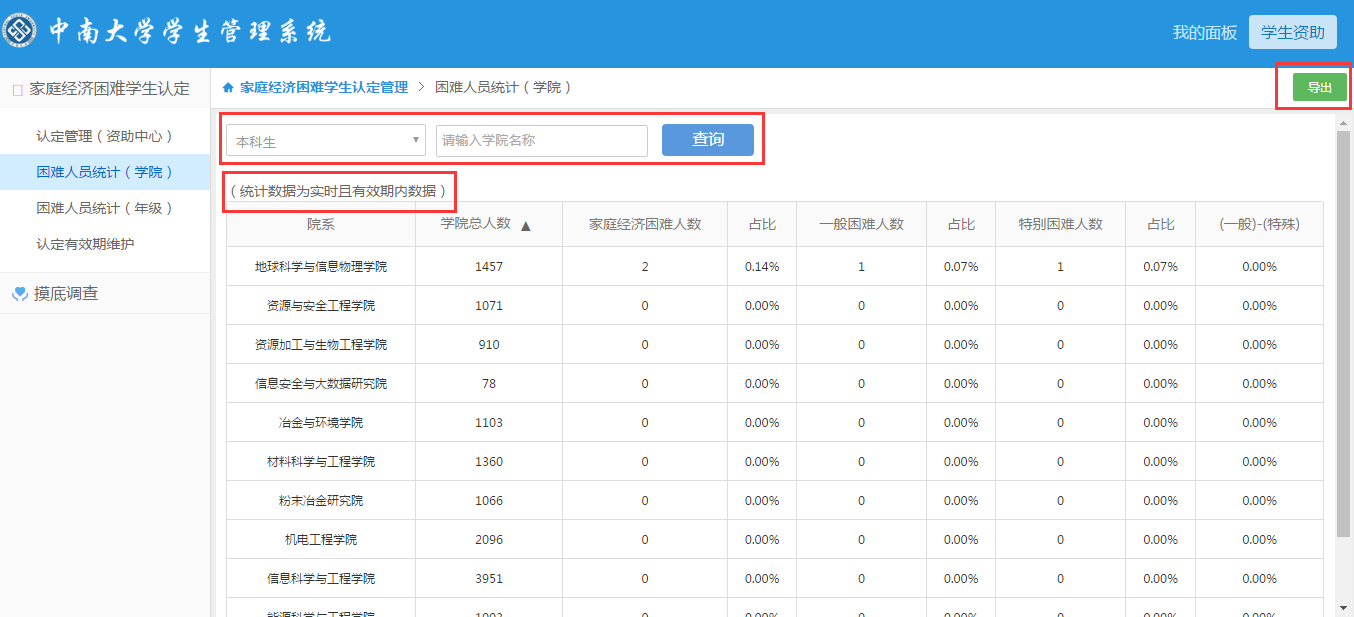 中南大学学生管理系统
我的面板 学生资助
家庭经济困难学生认定
认定管理（资助中心）
困难人员统计（学院）
困难人员统计（年级）
认定有效期维护
摸底调查
家庭经济困难学生认定管理 > 困难人员统计（学院）
导出
本科生 ▼ 请输入学院名称 查询
（统计数据为实时且有效期内数据）
院系 学院总人数 ▲ 家庭经济困难人数 占比 一般困难人数 占比 特别困难人数 占比 (一般)-(特殊)
地球科学与信息物理学院 1457 2 0.14% 1 0.07% 1 0.07% 0.00%
资源与安全工程学院 1071 0 0.00% 0 0.00% 0 0.00% 0.00%
资源加工与生物工程学院 910 0 0.00% 0 0.00% 0 0.00% 0.00%
信息安全与大数据研究院 78 0 0.00% 0 0.00% 0 0.00% 0.00%
冶金与环境学院 1103 0 0.00% 0 0.00% 0 0.00% 0.00%
材料科学与工程学院 1360 0 0.00% 0 0.00% 0 0.00% 0.00%
粉末冶金研究院 1066 0 0.00% 0 0.00% 0 0.00% 0.00%
机电工程学院 2096 0 0.00% 0 0.00% 0 0.00% 0.00%
信息科学与工程学院 3951 0 0.00% 0 0.00% 0 0.00% 0.00%